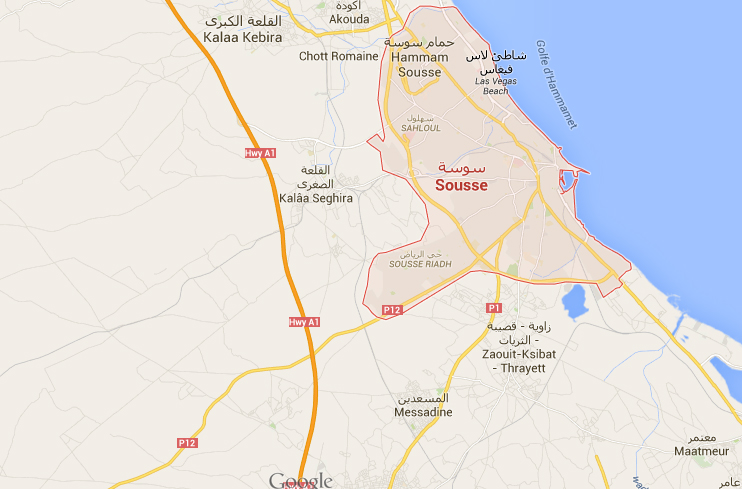 القلعة الكبرى
Kalaa Kebira
أكودة
Akouda
حمام سوسة
Hammam
Sousse
Chott Romaine
شاطئ لاس
فيغاس
Las Vegas
Beach
Golfe d'Hammamet
سهلول
SAHLOUL
Hwy A1
القلعة
الصغرى
Kalâa Seghira
سوسة
Sousse
حي الرياض
SOUSSE RIADH
Hwy A1
P12
P1
زاوية - قصيبة
- الثريات
Zaouit-Ksibat
- Thrayett
المسعدين
Messadine
P12
معتمر
Maatmeur
عامر
Google